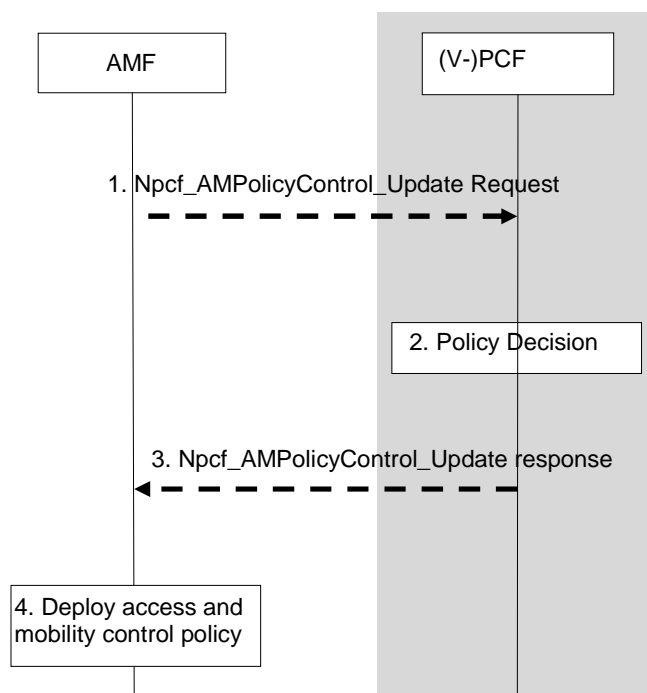 AMF
(V-)PCF
1. Npcf_AMPolicyControl_Update Request
2. Policy Decision
3. Npcf_AMPolicyControl_Update response
4. Deploy access and
mobility control policy